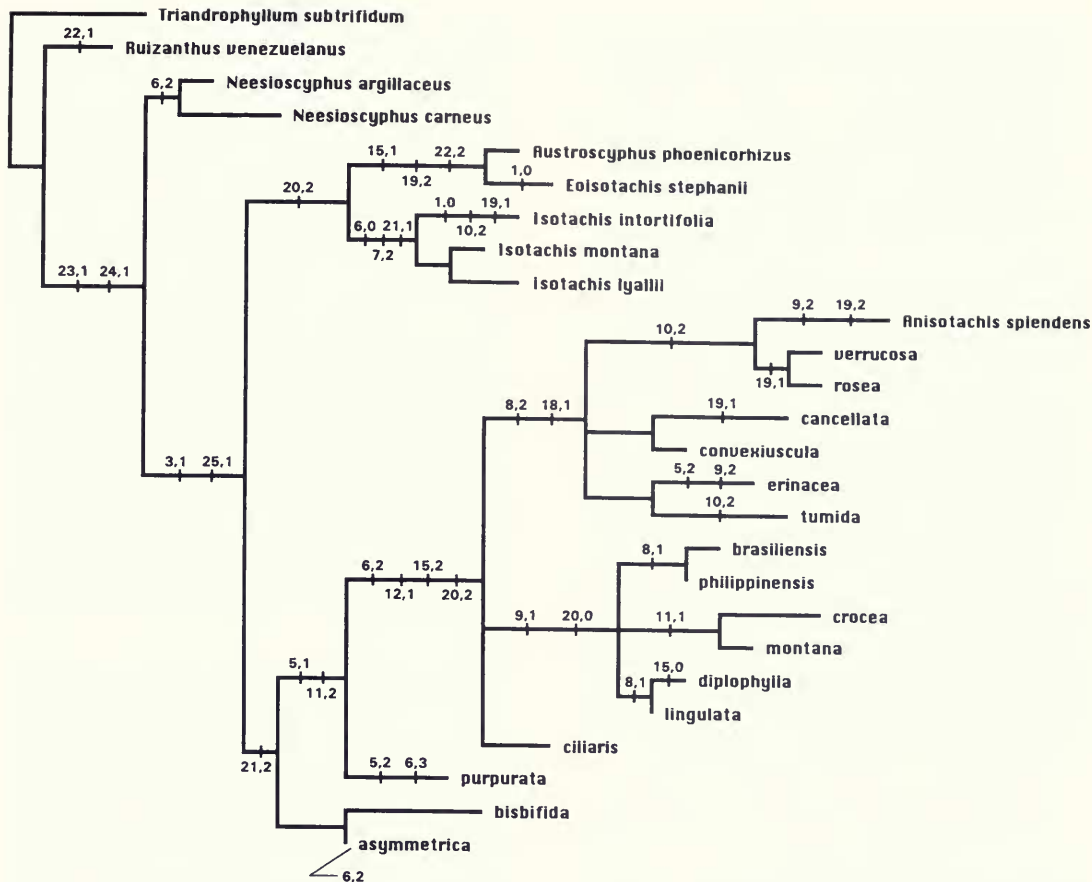 Triandrophyllum subtrifidum
22,1
Ruizanthus venezuelanus
6,2
Neesioscyphus argillaceus
Neesioscyphus carneus
15,1 22,2
19,2
Austroscyphus phoenicorhizus
1,0
Eoisotachis stephanii
20,2
1,0 19,1
10,2
Isotachis intortifolia
6,0 21,1
7,2
Isotachis montana
23,1 24,1
Isotachis lyallii
9,2 19,2
Anisotachis splendens
10,2
verrucosa
19,1
rosea
8,2 18,1
19,1
cancellata
convexiuscula
3,1 25,1
5,2 9,2
erinacea
10,2
tumida
8,1
brasiliensis
6,2 15,2
12,1 20,2
philippinensis
9,1 20,0
11,1
crocea
montana
5,1
11,2
8,1 15,0
diplophylla
lingulata
ciliaris
21,2
5,2 6,3
purpurata
bisbifida
asymmetrica
6,2